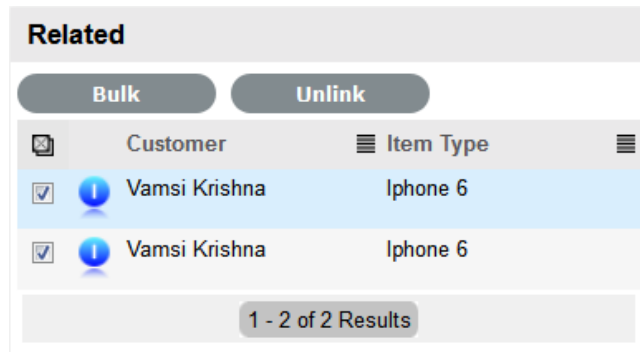 Related
Bulk Unlink
Customer Item Type
Vamsi Krishna Iphone 6
Vamsi Krishna Iphone 6
1 - 2 of 2 Results